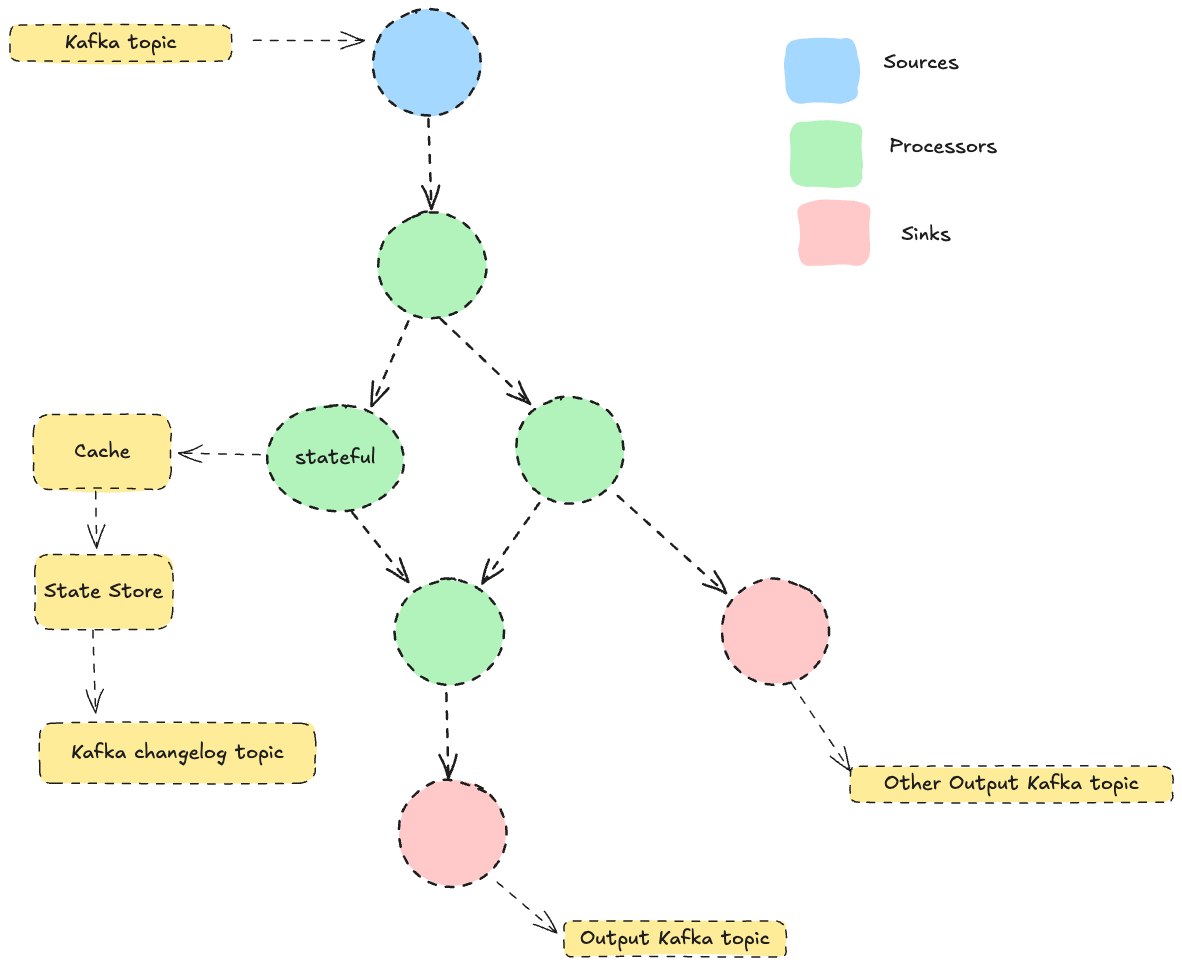 Kafka topic
Sources
Processors
Sinks
Cache
stateful
State Store
Kafka changelog topic
Other Output Kafka topic
Output Kafka topic